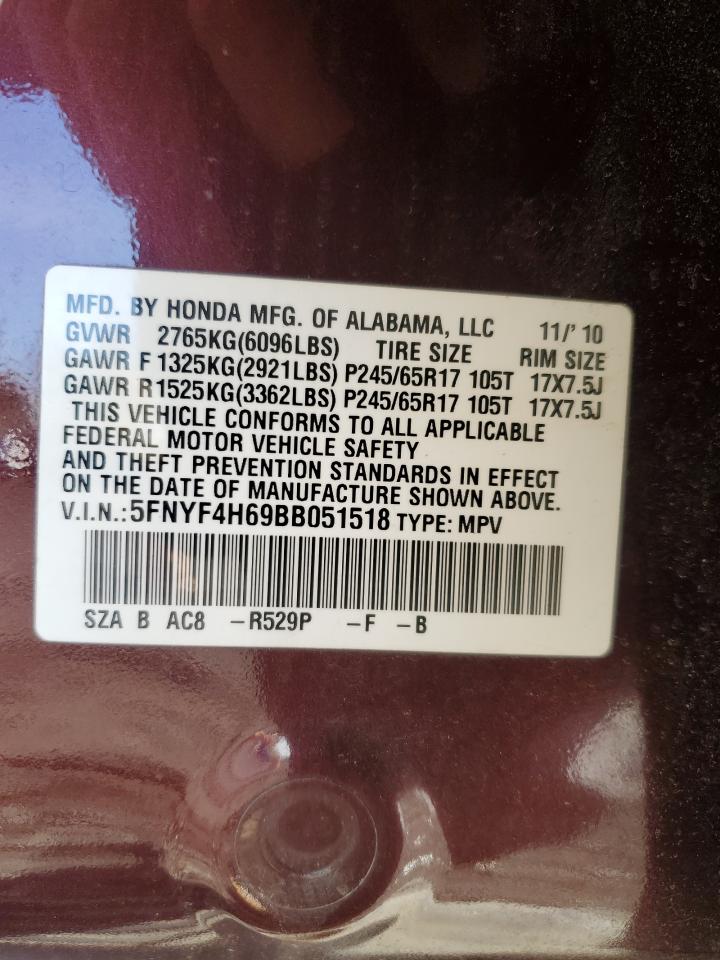 MFD. BY HONDA MFG. OF ALABAMA, LLC 11/'10
GVWR 2765KG(6096LBS) TIRE SIZE RIM SIZE
GAWR F 1325KG(2921LBS) P245/65R17 105T 17X7.5J
GAWR R 1525KG(3362LBS) P245/65R17 105T 17X7.5J
THIS VEHICLE CONFORMS TO ALL APPLICABLE
FEDERAL MOTOR VEHICLE SAFETY
AND THEFT PREVENTION STANDARDS IN EFFECT
ON THE DATE OF MANUFACTURE SHOWN ABOVE.
V.I.N.:5FNYF4H69BB051518 TYPE: MPV
SZA B AC8 -R529P -F -B